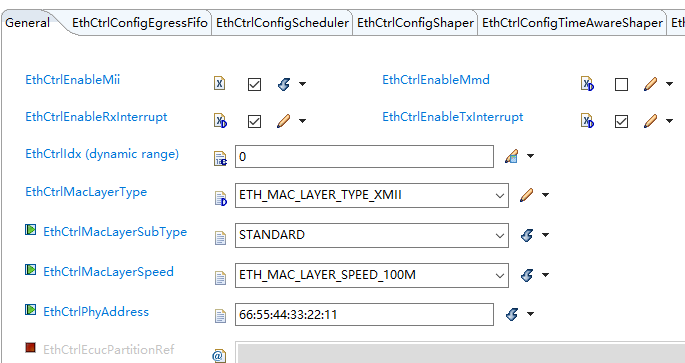 General EthCtrlConfigEgressFifo EthCtrlConfigScheduler EthCtrlConfigShaper EthCtrlConfigTimeAwareShaper Et
EthCtrlEnableMii EthCtrlEnableMmd
EthCtrlEnableRxInterrupt EthCtrlEnableTxInterrupt
EthCtrlIdx (dynamic range) 0
EthCtrlMacLayerType ETH_MAC_LAYER_TYPE_XMII
EthCtrlMacLayerSubType STANDARD
EthCtrlMacLayerSpeed ETH_MAC_LAYER_SPEED_100M
EthCtrlPhyAddress 66:55:44:33:22:11
EthCtrlEcucPartitionRef